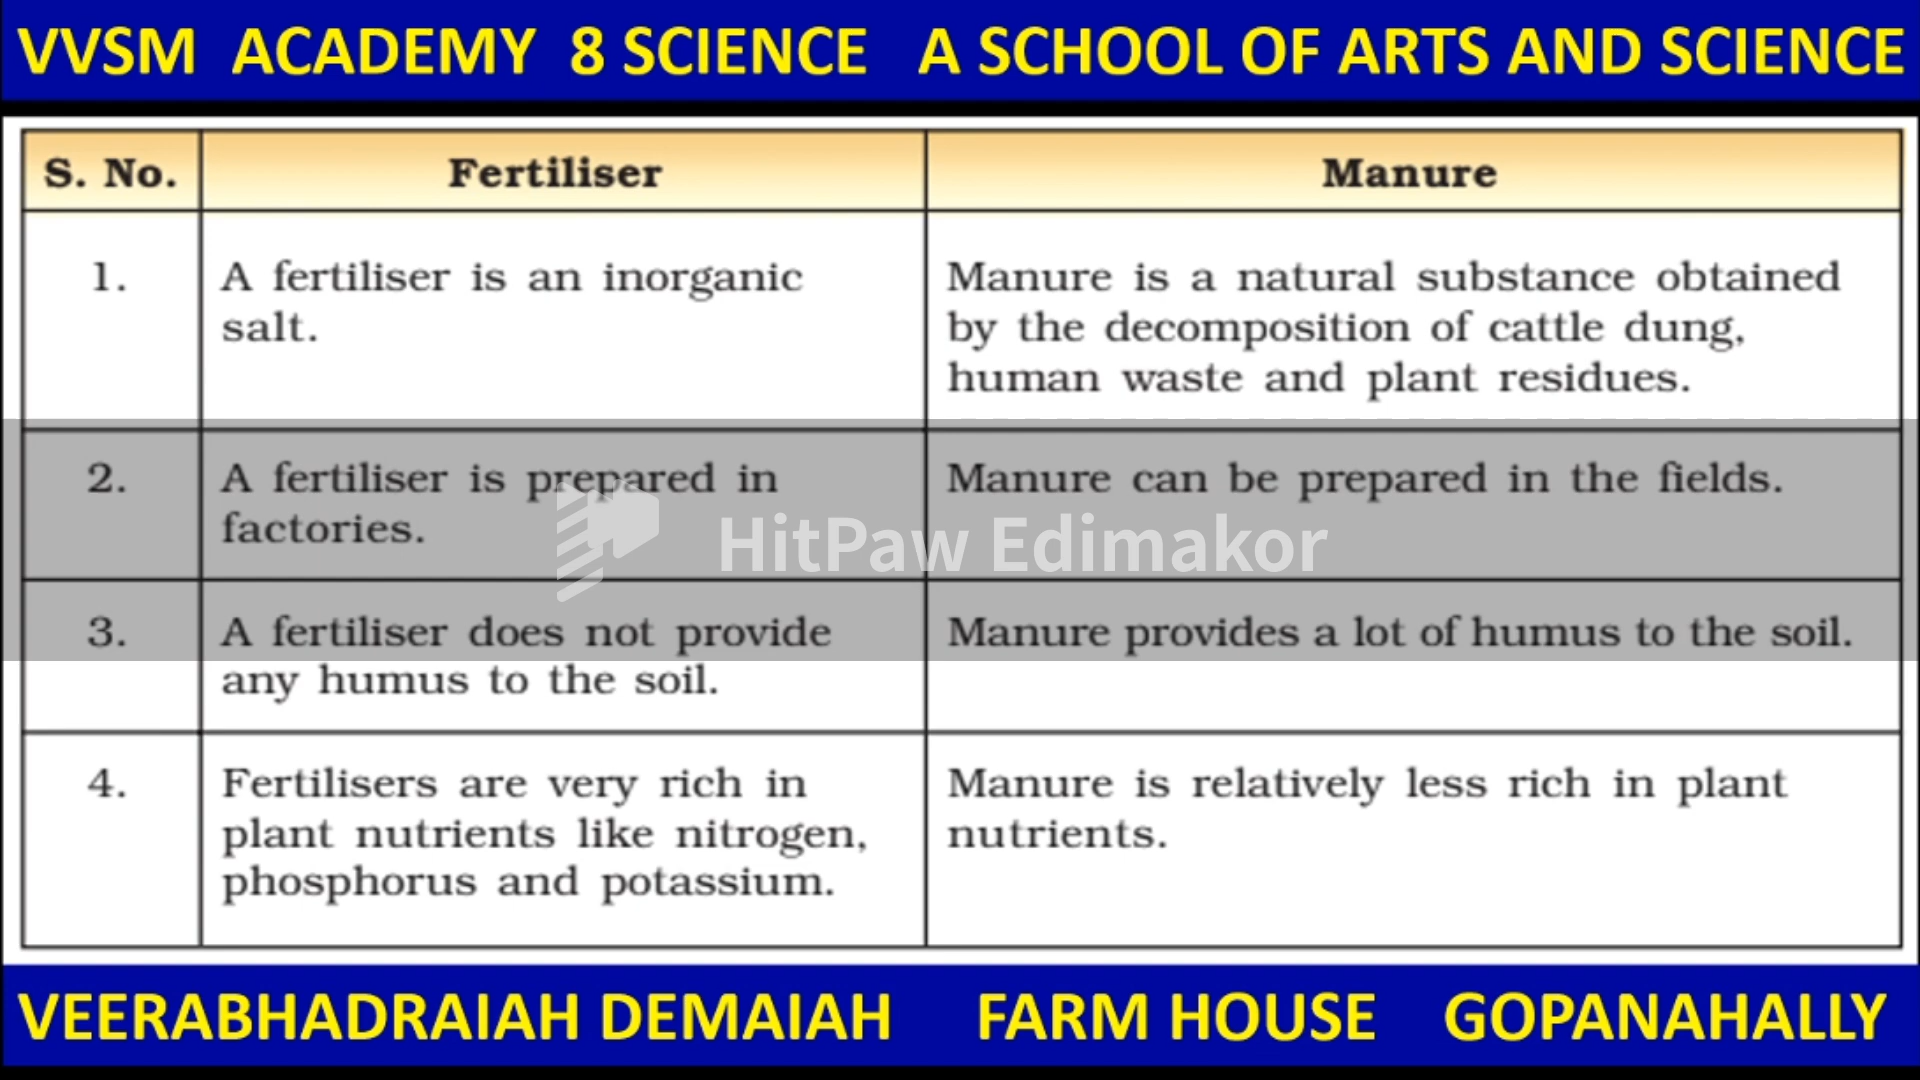 VVSM ACADEMY 8 SCIENCE A SCHOOL OF ARTS AND SCIENCE
S. No. Fertiliser Manure
1. A fertiliser is an inorganic
salt.
Manure is a natural substance obtained
by the decomposition of cattle dung,
human waste and plant residues.
2. A fertiliser is prepared in
factories.
Manure can be prepared in the fields.
HitPaw Edimakor
3. A fertiliser does not provide
any humus to the soil.
Manure provides a lot of humus to the soil.
4. Fertilisers are very rich in
plant nutrients like nitrogen,
phosphorus and potassium.
Manure is relatively less rich in plant
nutrients.
VEERABHADRAIAH DEMAIAH FARM HOUSE GOPANAHALLY